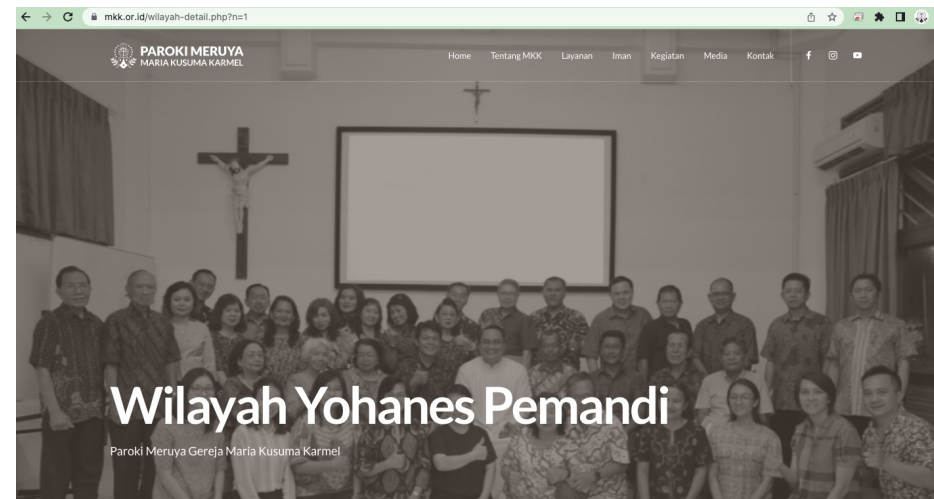 mkk.or.id/wilayah-detail.php?n=1
PAROKI MERUYA
MARIA KUSUMA KARMEL
Home Tentang MKK Layanan Iman Kegiatan Media Kontak
Wilayah Yohanes Pemandi
Paroki Meruya Gereja Maria Kusuma Karmel